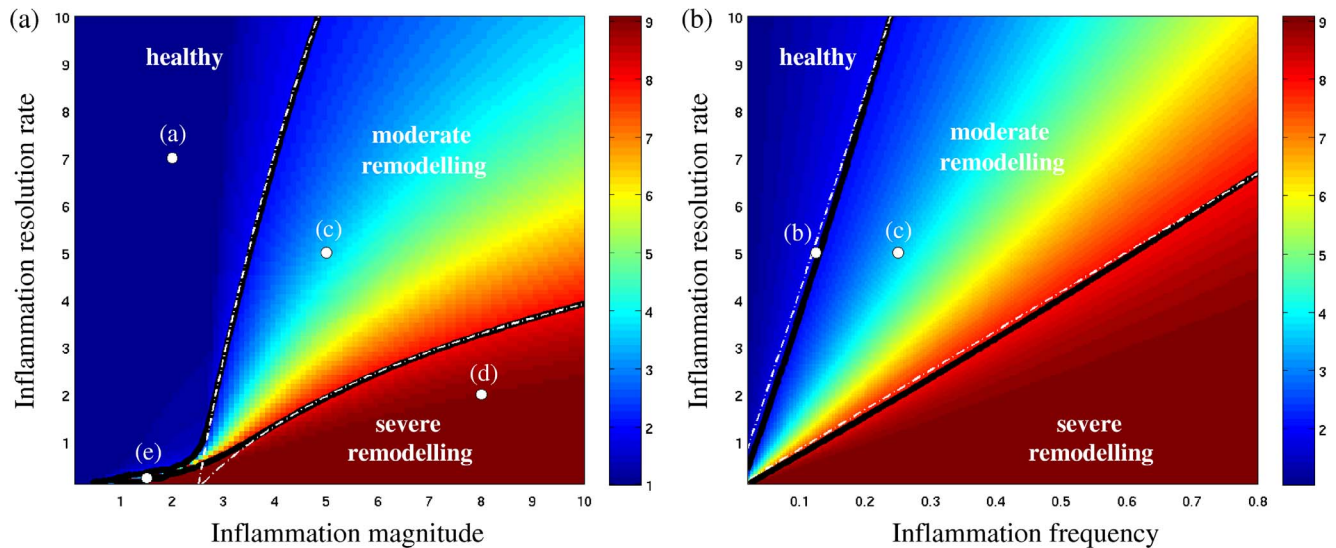 (a)
Inflammation resolution rate
10
9
8
7
6
5
4
3
2
1
1
2
3
4
5
6
7
8
9
10
Inflammation magnitude
healthy
(a)
moderate
remodelling
(c)
(d)
severe
remodelling
(e)
9
8
7
6
5
4
3
2
1
(b)
Inflammation resolution rate
10
9
8
7
6
5
4
3
2
1
0.1
0.2
0.3
0.4
0.5
0.6
0.7
0.8
Inflammation frequency
healthy
moderate
remodelling
(b)
(c)
severe
remodelling
9
8
7
6
5
4
3
2